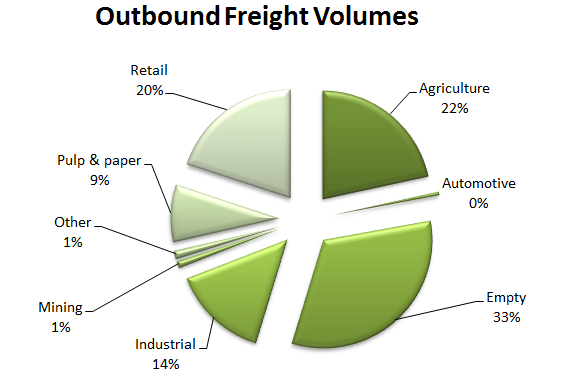 Outbound Freight Volumes
Retail
20%
Agriculture
22%
Pulp & paper
9%
Automotive
0%
Other
1%
Mining
1%
Empty
33%
Industrial
14%